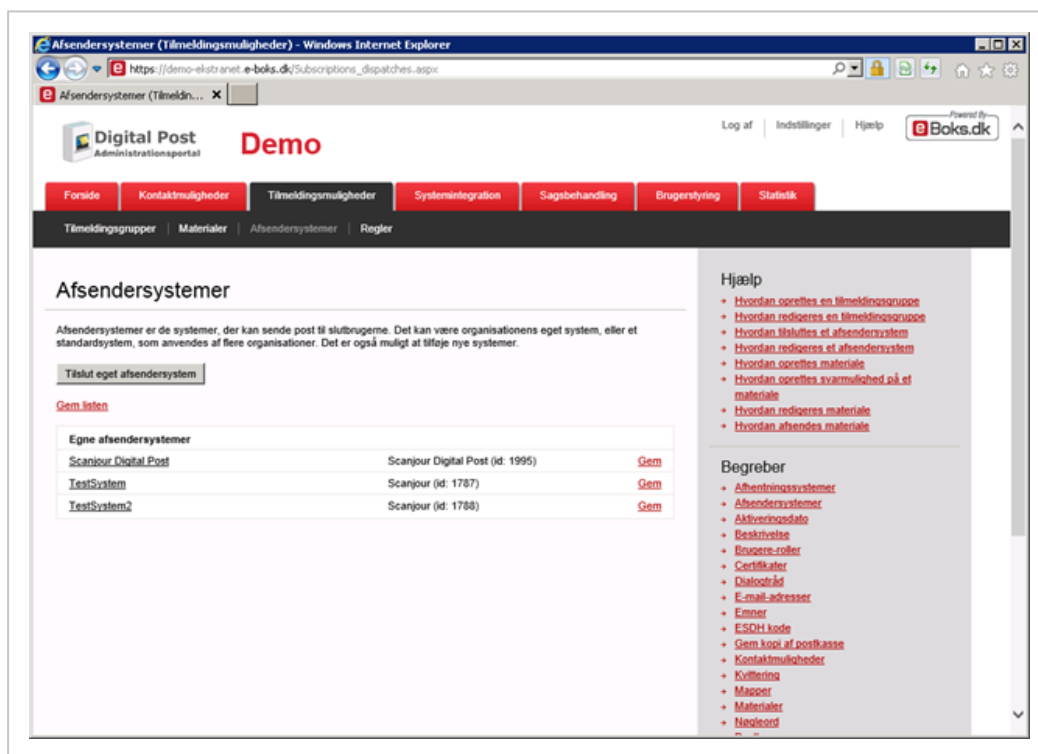 Afsendersystemer (Tilmeldingsmuligheder) - Windows Internet Explorer
https://demo-ekstranet.e-boks.dk/Subscriptions_dispatches.aspx
Afsendersystemer (Tilmeldin...
Log af | Indstillinger | Hjælp
Powered By
eBoks.dk
Digital Post
Administrationsportal
Demo
Forside Kontaktmuligheder Tilmeldingsmuligheder Systemintegration Sagsbehandling Brugerstyring Statistik
Tilmeldingsgrupper | Materialer | Afsendersystemer | Regler
Afsendersystemer
Afsendersystemer er de systemer, der kan sende post til slutbrugerne. Det kan være organisationens eget system, eller et
standardsystem, som anvendes af flere organisationer. Det er også muligt at tilføje nye systemer.
Tilslut eget afsendersystem
Gem listen
Egne afsendersystemer
Scanjour Digital Post Scanjour Digital Post (id: 1995) Gem
TestSystem Scanjour (id: 1787) Gem
TestSystem2 Scanjour (id: 1788) Gem
Hjælp
Hvordan oprettes en tilmeldingsgruppe
Hvordan redigeres en tilmeldingsgruppe
Hvordan tilsluttes et afsendersystem
Hvordan redigeres et afsendersystem
Hvordan oprettes materiale
Hvordan oprettes svarmulighed på et
materiale
Hvordan redigeres materiale
Hvordan afsendes materiale
Begreber
Afhentningssystemer
Afsendersystemer
Aktiveringsdato
Beskrivelse
Brugere-roller
Certifikater
Dialogtråd
E-mail-adresser
Emner
ESDH kode
Gem kopi af postkasse
Kontaktmuligheder
Kvittering
Mapper
Materialer
Nøgleord